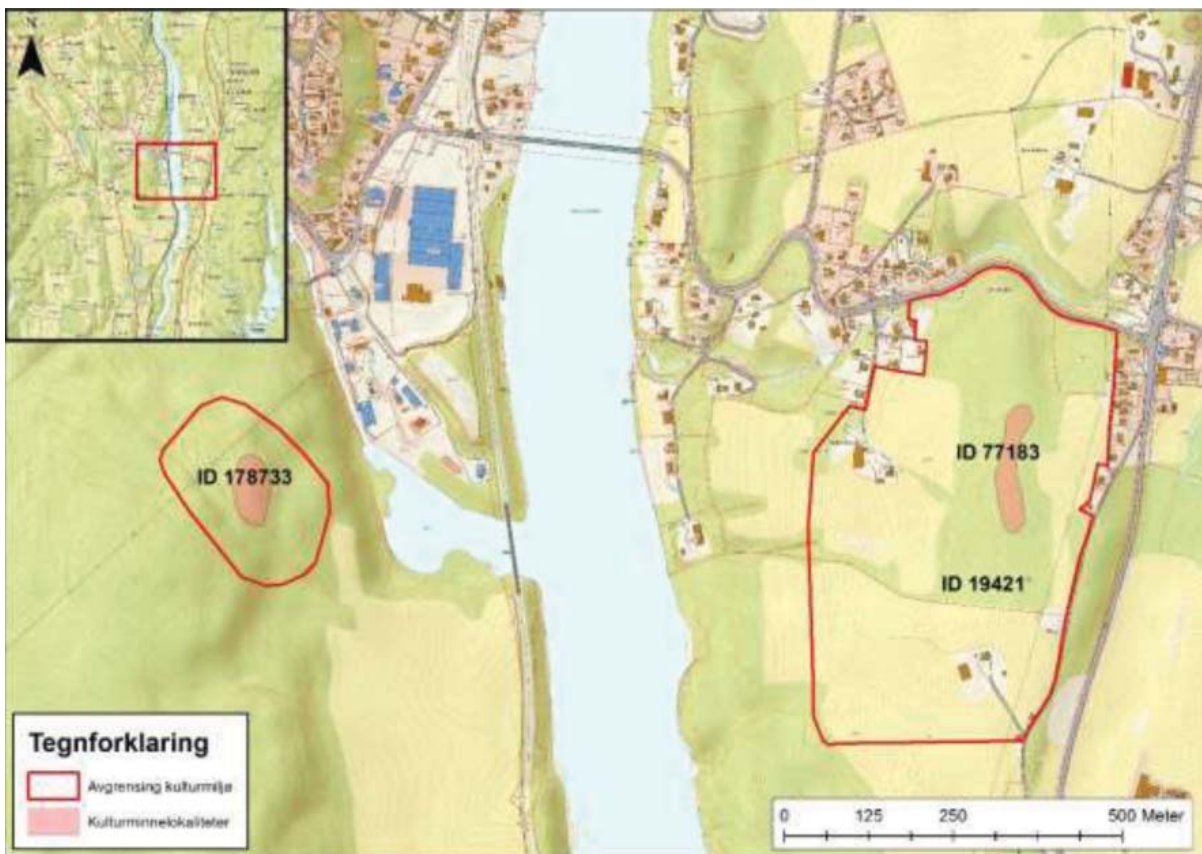 N
ID 178733
ID 77183
ID 19421
Tegnforklaring
Avgrensing kulturmiljø
Kulturminnelokaliteter
0 125 250 500 Meter